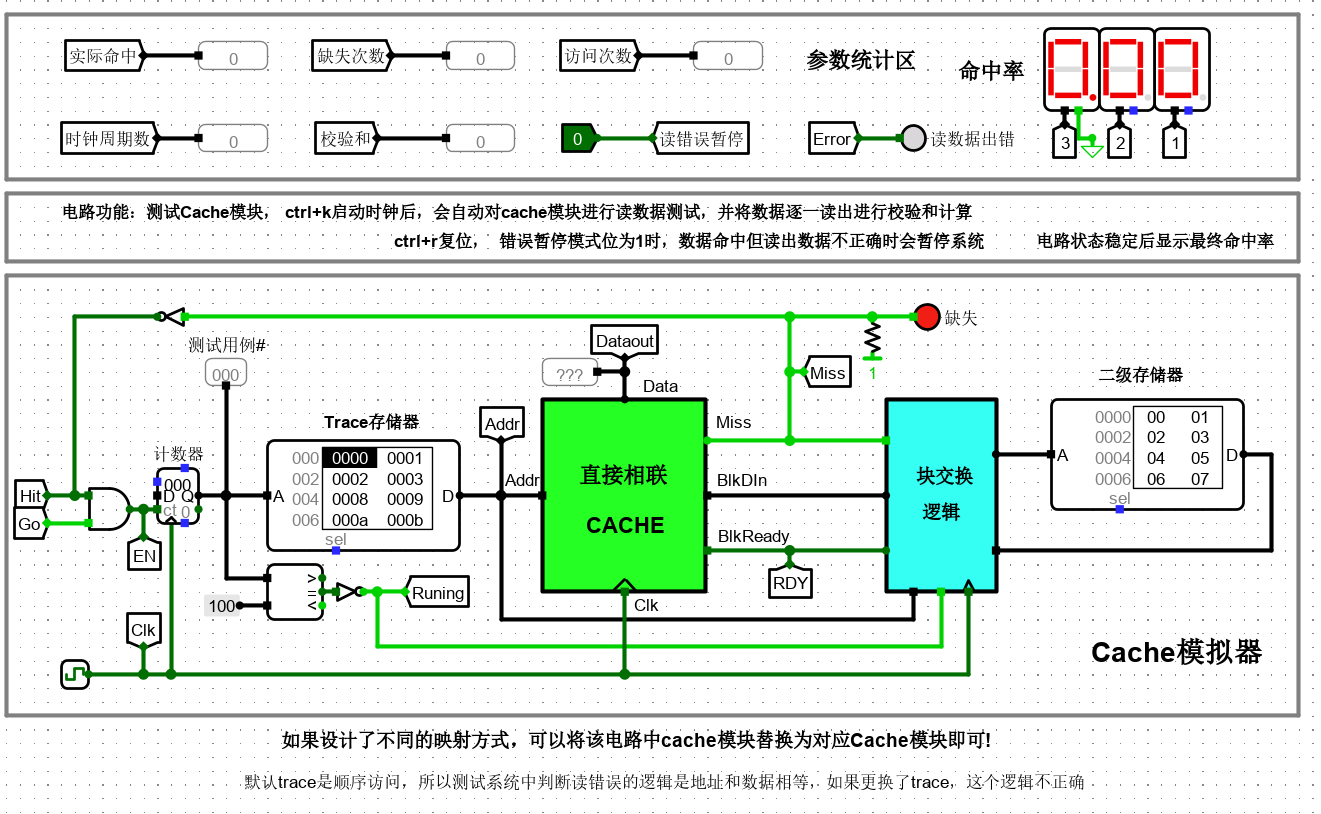 实际命中 0 缺失次数 0 访问次数 0 参数统计区 命中率 0.00
时钟周期数 0 校验和 0 0 读错误暂停 Error 读数据出错 3 2 1
电路功能：测试Cache模块， ctrl+k启动时钟后，会自动对cache模块进行读数据测试，并将数据逐一读出进行校验和计算
ctrl+r复位， 错误暂停模式位为1时，数据命中但读出数据不正确时会暂停系统 电路状态稳定后显示最终命中率
缺失
测试用例#
000
Dataout
???
Data
Miss
1
二级存储器
0000 00 01
0002 02 03
0004 04 05
0006 06 07
sel
A
D
Trace存储器
000 0000 0001
002 0002 0003
004 0008 0009
006 000a 000b
sel
A
D
计数器
000
D Q
ct 0
Hit
Go
EN
Addr
Addr
直接相联
CACHE
Miss
BlkDIn
BlkReady
RDY
块交换
逻辑
>
=
<
100
Runing
Clk
Clk
Cache模拟器
如果设计了不同的映射方式，可以将该电路中cache模块替换为对应Cache模块即可!
默认trace是顺序访问，所以测试系统中判断读错误的逻辑是地址和数据相等，如果更换了trace，这个逻辑不正确